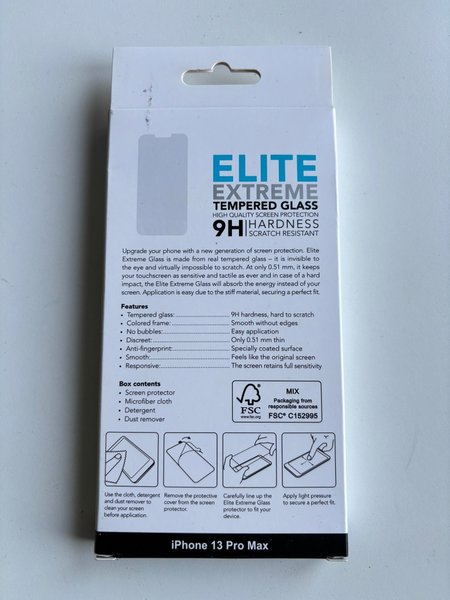 ELITE
EXTREME
TEMPERED GLASS
HIGH QUALITY SCREEN PROTECTION
9H HARDNESS
SCRATCH RESISTANT
Upgrade your phone with a new generation of screen protection. Elite
Extreme Glass is made from real tempered glass – it is invisible to
the eye and virtually impossible to scratch. At only 0.51 mm, it keeps
your touchscreen as sensitive and tactile as ever and in case of a hard
impact, the Elite Extreme Glass will absorb the energy instead of your
screen. Application is easy due to the stiff material, securing a perfect fit.
Features
• Tempered glass: 9H hardness, hard to scratch
• Colored frame: Smooth without edges
• No bubbles: Easy application
• Discreet: Only 0.51 mm thin
• Anti-fingerprint: Specially coated surface
• Smooth: Feels like the original screen
• Responsive: The screen retains full sensitivity
Box contents
• Screen protector
• Microfiber cloth
• Detergent
• Dust remover
FSC
www.fsc.org
MIX
Packaging from
responsible sources
FSC® C152995
Use the cloth, detergent
and dust remover to
clean your screen
before application.
Remove the protective
cover from the screen
protector.
Carefully line up the
Elite Extreme Glass
protector to fit your
device.
Apply light pressure
to secure a perfect fit.
iPhone 13 Pro Max